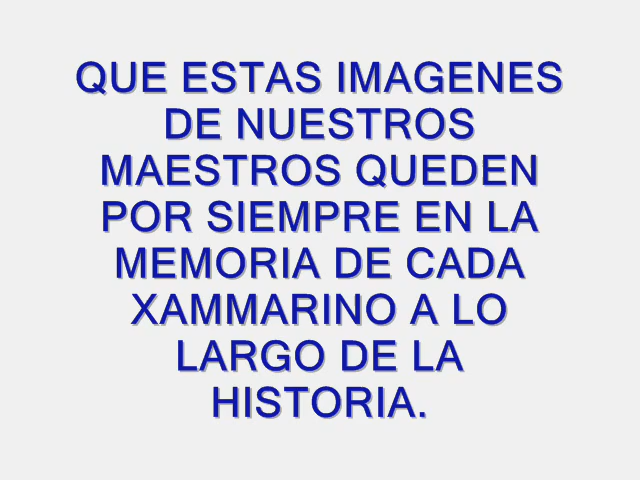 QUE ESTAS IMAGENES
DE NUESTROS
MAESTROS QUEDEN
POR SIEMPRE EN LA
MEMORIA DE CADA
XAMMARINO A LO
LARGO DE LA
HISTORIA.